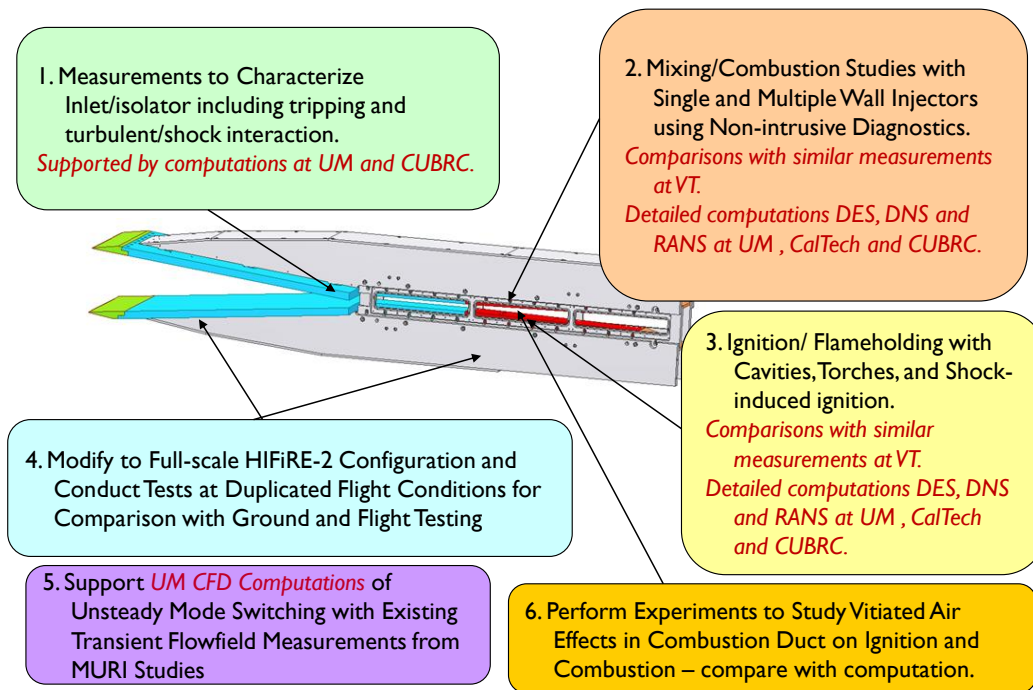 1. Measurements to Characterize
Inlet/isolator including tripping and
turbulent/shock interaction.
Supported by computations at UM and CUBRC.
2. Mixing/Combustion Studies with
Single and Multiple Wall Injectors
using Non-intrusive Diagnostics.
Comparisons with similar measurements
at VT.
Detailed computations DES, DNS and
RANS at UM , CalTech and CUBRC.
3. Ignition/ Flameholding with
Cavities, Torches, and Shock-
induced ignition.
Comparisons with similar
measurements at VT.
Detailed computations DES, DNS
and RANS at UM , CalTech
and CUBRC.
4. Modify to Full-scale HIFiRE-2 Configuration and
Conduct Tests at Duplicated Flight Conditions for
Comparison with Ground and Flight Testing
5. Support UM CFD Computations of
Unsteady Mode Switching with Existing
Transient Flowfield Measurements from
MURI Studies
6. Perform Experiments to Study Vitiated Air
Effects in Combustion Duct on Ignition and
Combustion – compare with computation.